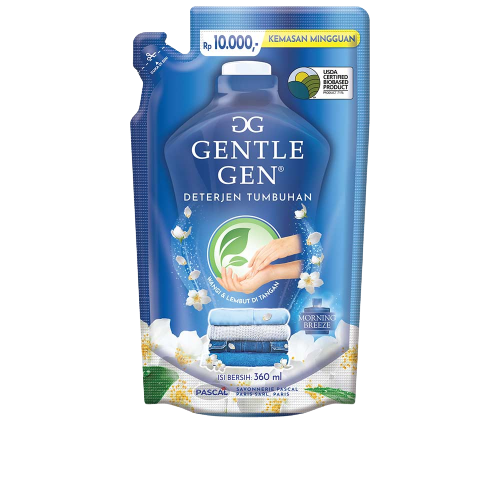 Rp 10.000,- KEMASAN MINGGUAN
USDA
CERTIFIED
BIOBASED
PRODUCT
GG
GENTLE
GEN®
DETERJEN TUMBUHAN
WANGI & LEMBUT DI TANGAN
MORNING
BREEZE
ISI BERSIH: 360 ml
PASCAL SAVONNERIE PASCAL
PARIS SARL, PARIS